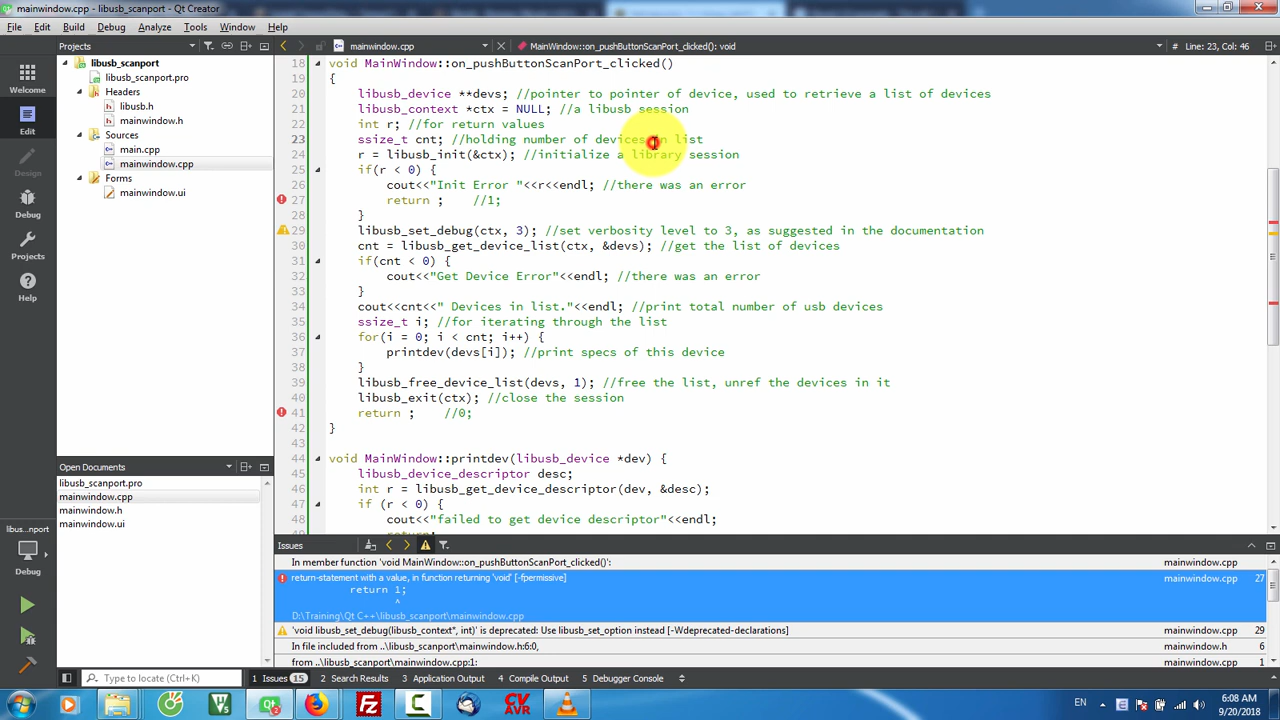 mainwindow.cpp - libusb_scanport - Qt Creator
File Edit Build Debug Analyze Tools Window Help
Projects
mainwindow.cpp
MainWindow::on_pushButtonScanPort_clicked(): void
# Line: 23, Col: 46
Welcome
Edit
Design
Debug
Projects
Help
libus...nport
Debug
libusb_scanport
libusb_scanport.pro
Headers
libusb.h
mainwindow.h
Sources
main.cpp
mainwindow.cpp
Forms
mainwindow.ui
Open Documents
libusb_scanport.pro
mainwindow.cpp
mainwindow.h
mainwindow.ui
18 void MainWindow::on_pushButtonScanPort_clicked()
19 {
20 libusb_device **devs; //pointer to pointer of device, used to retrieve a list of devices
21 libusb_context *ctx = NULL; //a libusb session
22 int r; //for return values
23 ssize_t cnt; //holding number of devices in list
24 r = libusb_init(&ctx); //initialize a library session
25 if(r < 0) {
26 cout<<"Init Error "<<r<<endl; //there was an error
27 return ; //1;
28 }
29 libusb_set_debug(ctx, 3); //set verbosity level to 3, as suggested in the documentation
30 cnt = libusb_get_device_list(ctx, &devs); //get the list of devices
31 if(cnt < 0) {
32 cout<<"Get Device Error"<<endl; //there was an error
33 }
34 cout<<cnt<<" Devices in list."<<endl; //print total number of usb devices
35 ssize_t i; //for iterating through the list
36 for(i = 0; i < cnt; i++) {
37 printdev(devs[i]); //print specs of this device
38 }
39 libusb_free_device_list(devs, 1); //free the list, unref the devices in it
40 libusb_exit(ctx); //close the session
41 return ; //0;
42 }
43
44 void MainWindow::printdev(libusb_device *dev) {
45 libusb_device_descriptor desc;
46 int r = libusb_get_device_descriptor(dev, &desc);
47 if (r < 0) {
48 cout<<"failed to get device descriptor"<<endl;
Issues
In member function 'void MainWindow::on_pushButtonScanPort_clicked()': mainwindow.cpp
return-statement with a value, in function returning 'void' [-fpermissive] mainwindow.cpp 27
return 1;
^
D:\Training\Qt C++\libusb_scanport\mainwindow.cpp
'void libusb_set_debug(libusb_context*, int)' is deprecated: Use libusb_set_option instead [-Wdeprecated-declarations] mainwindow.cpp 29
In file included from ..\libusb_scanport\mainwindow.h:6:0, mainwindow.h 6
from ..\libusb_scanport\mainwindow.cpp:1: mainwindow.cpp
Type to locate (Ctrl+K) 1 Issues 15 2 Search Results 3 Application Output 4 Compile Output 5 Debugger Console
CV
AVR
EN
6:08 AM
9/20/2018